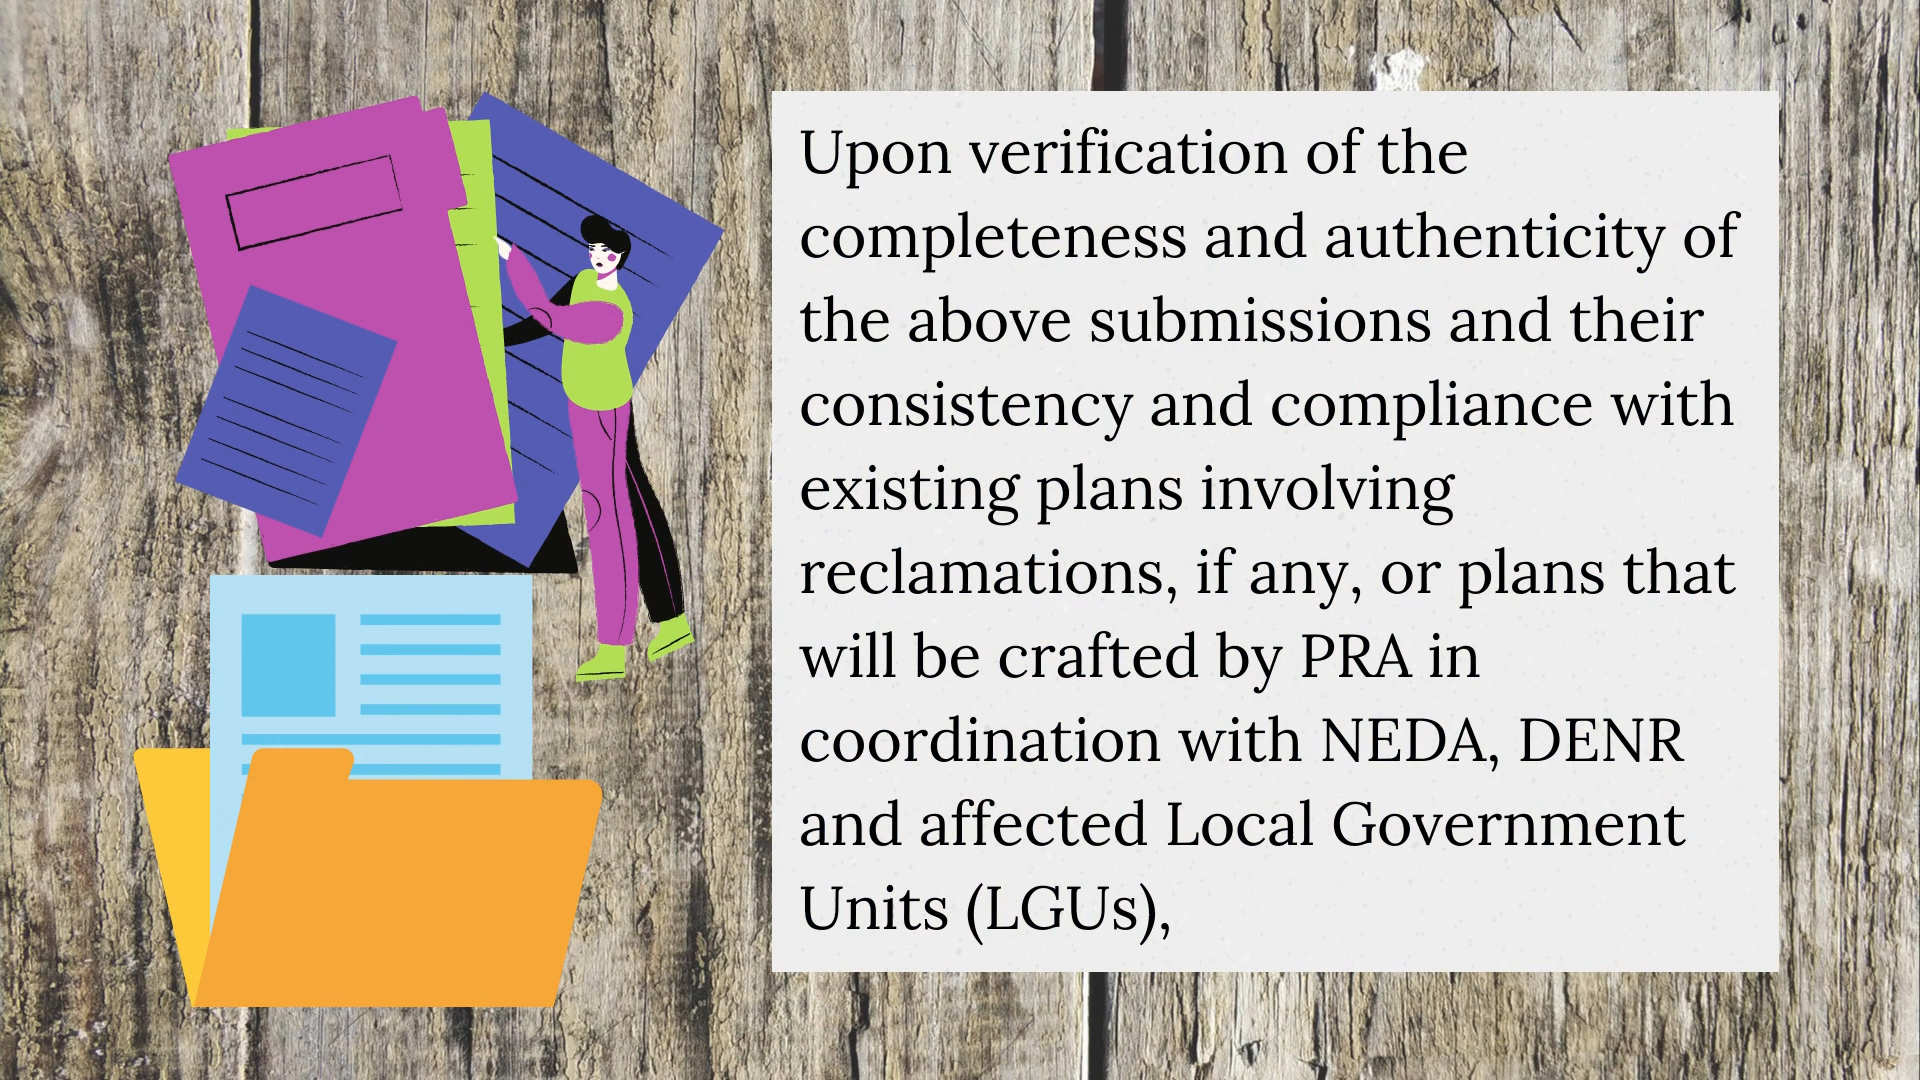 Upon verification of the
completeness and authenticity of
the above submissions and their
consistency and compliance with
existing plans involving
reclamations, if any, or plans that
will be crafted by PRA in
coordination with NEDA, DENR
and affected Local Government
Units (LGUs),